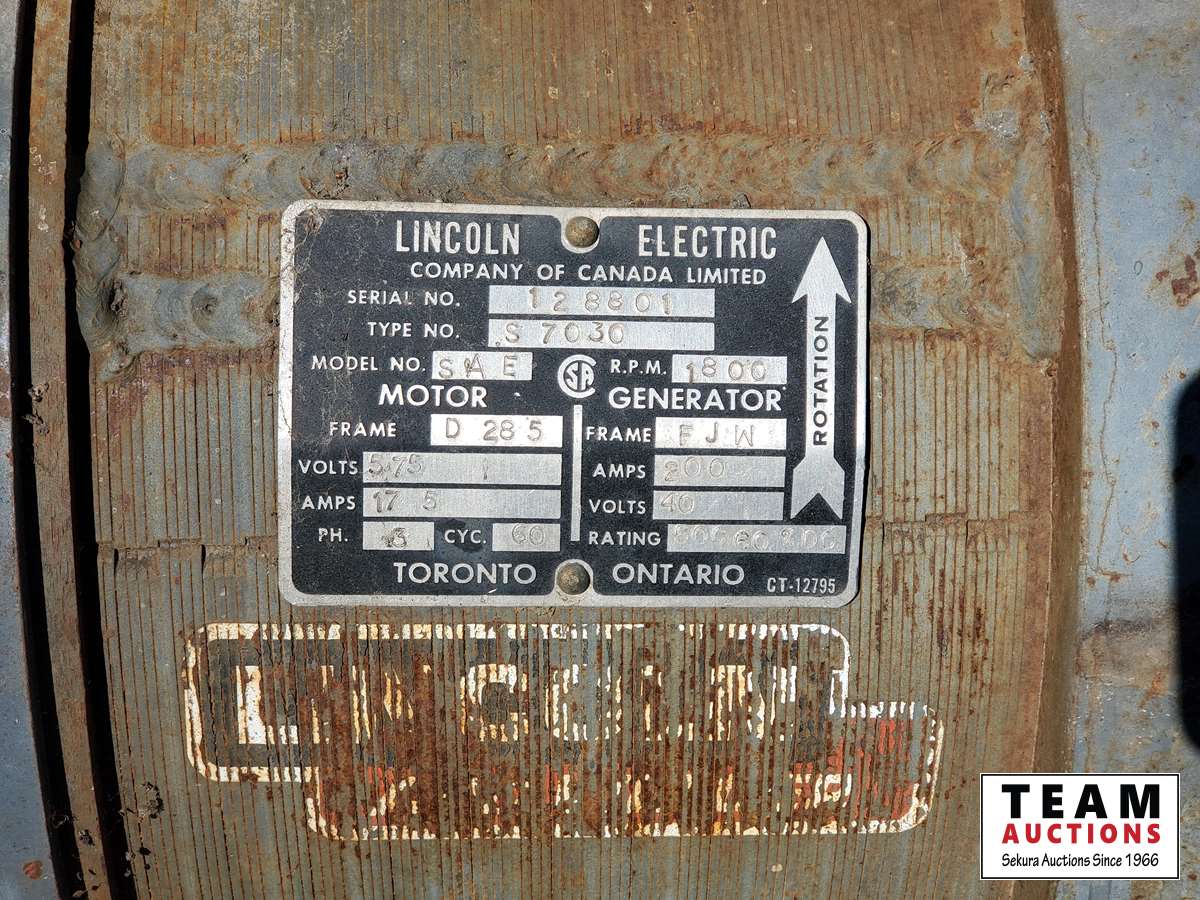 LINCOLN ELECTRIC
COMPANY OF CANADA LIMITED
SERIAL NO. 128801
TYPE NO. S 7030
MODEL NO. SAE CSA R.P.M. 1800
MOTOR GENERATOR
FRAME D 285 FRAME FJW
VOLTS 575 AMPS 200
AMPS 17 5 VOLTS 40
PH. 3 CYC. 60 RATING
TORONTO ONTARIO CT-12795
ROTATION
LINCOLN
TEAM
AUCTIONS
Sekura Auctions Since 1966